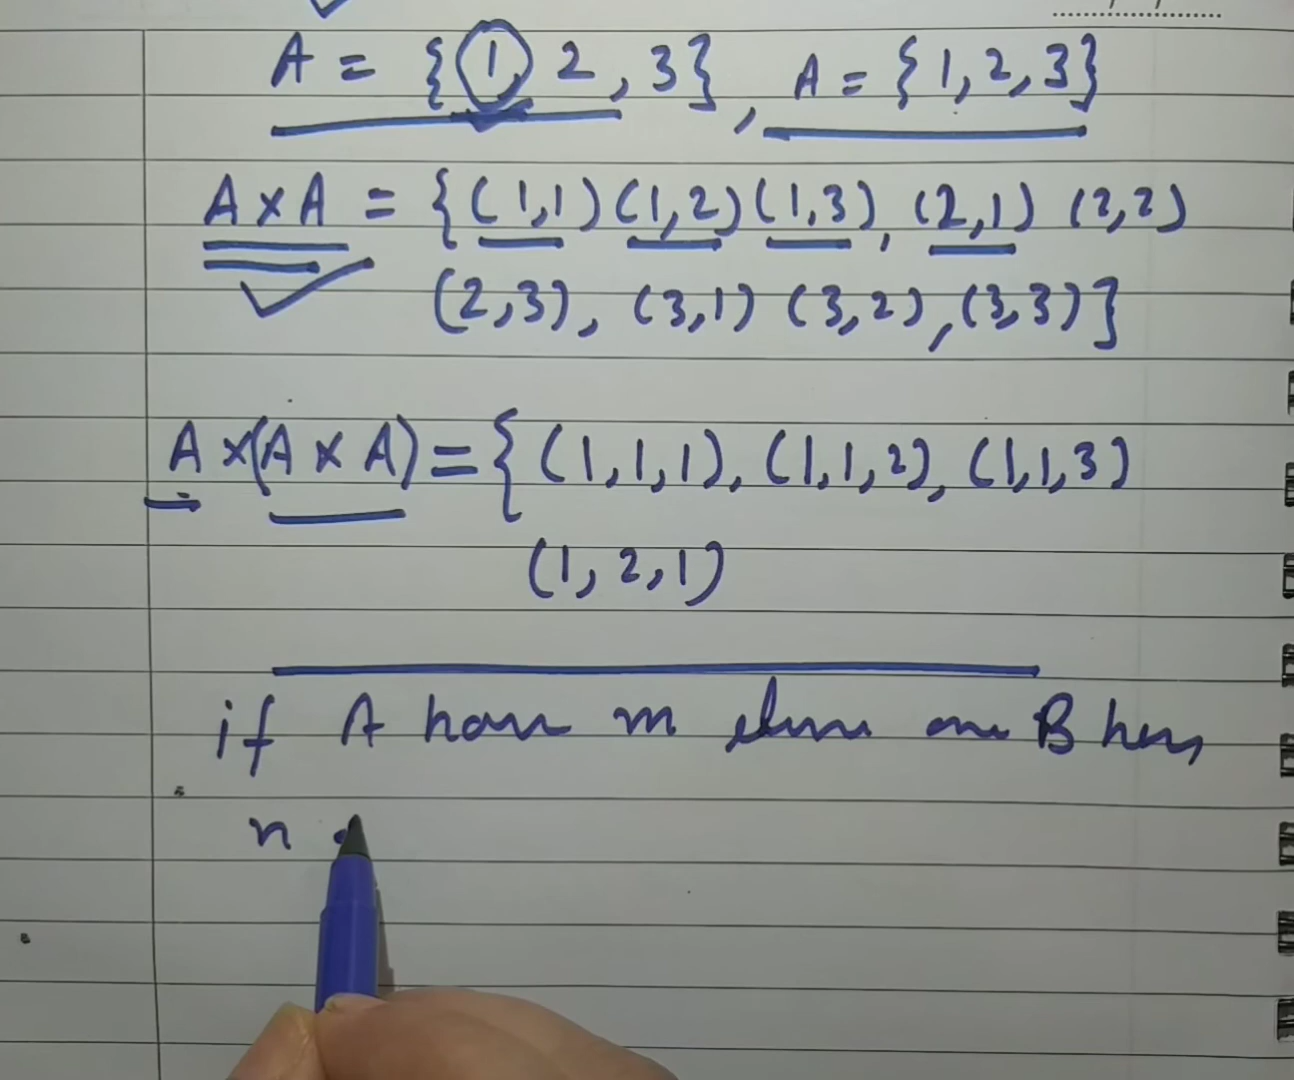 A = {1, 2, 3}, A = {1,2,3}
A×A = {(1,1)(1,2)(1,3), (2,1) (2,2)
(2,3), (3,1) (3,2), (3,3)}
A ×(A × A) = { (1,1,1), (1,1,2), (1,1,3)
(1, 2, 1)
if A have m B has
n